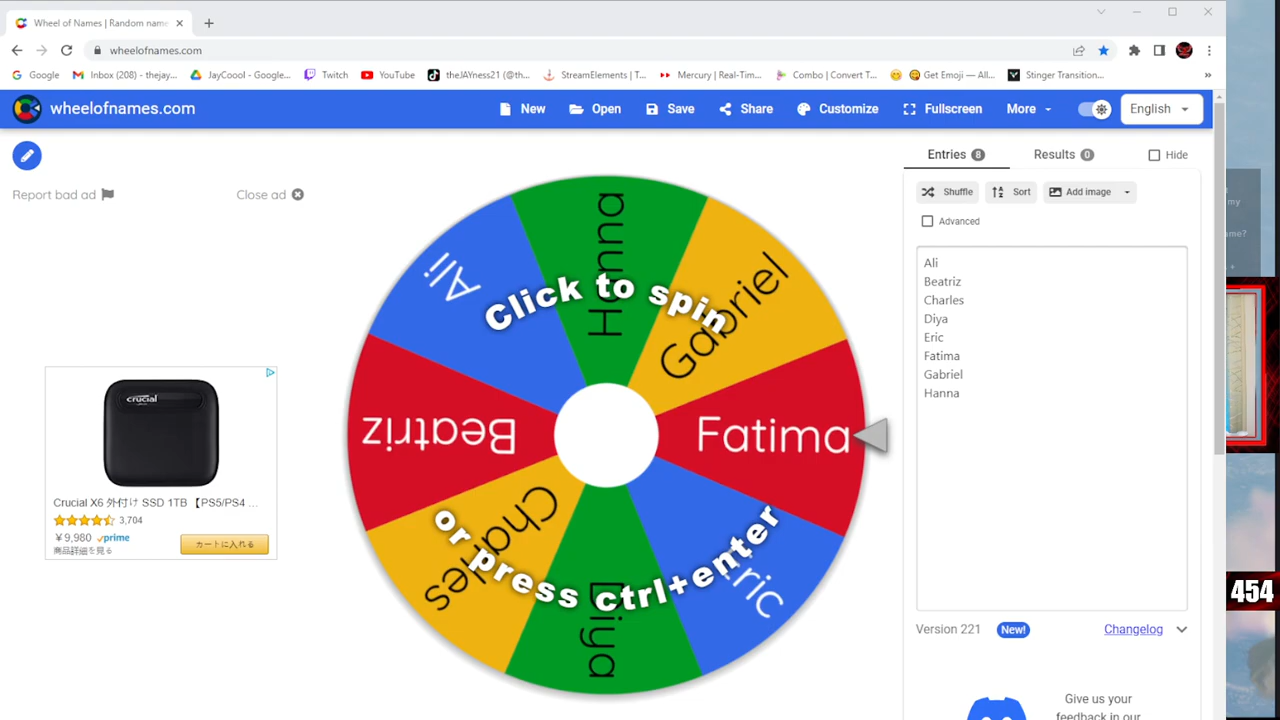 Wheel of Names | Random name
wheelofnames.com
Google
Inbox (208) - thejay...
JayCoool - Google...
Twitch
YouTube
theJAYness21 (@th...
StreamElements | T...
Mercury | Real-Tim...
Combo | Convert T...
Get Emoji — All...
Stinger Transition...
»
wheelofnames.com
New
Open
Save
Share
Customize
Fullscreen
More
English
Report bad ad
Close ad
Entries 8
Results 0
Hide
Shuffle
Sort
Add image
Advanced
Ali
Beatriz
Charles
Diya
Eric
Fatima
Gabriel
Hanna
Ali
Hanna
Gabriel
Fatima
Eric
Diya
Charles
Beatriz
Click to spin
or press ctrl+enter
crucial
Crucial X6 外付け SSD 1TB 【PS5/PS4 ...
3,704
¥9,980 prime
商品詳細を見る
カートに入れる
Version 221
New!
Changelog
Give us your
feedback in our
my
ame?
454